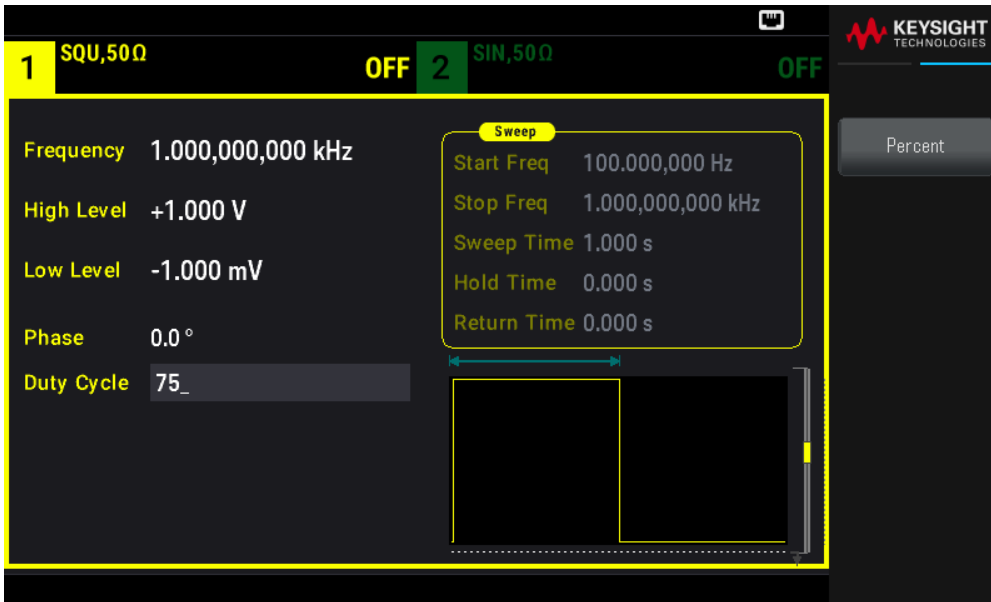 KEYSIGHT
TECHNOLOGIES
1 SQU,50Ω OFF 2 SIN,50Ω OFF
Percent
Frequency 1.000,000,000 kHz
High Level +1.000 V
Low Level -1.000 mV
Phase 0.0 °
Duty Cycle 75_
Sweep
Start Freq 100.000,000 Hz
Stop Freq 1.000,000,000 kHz
Sweep Time 1.000 s
Hold Time 0.000 s
Return Time 0.000 s